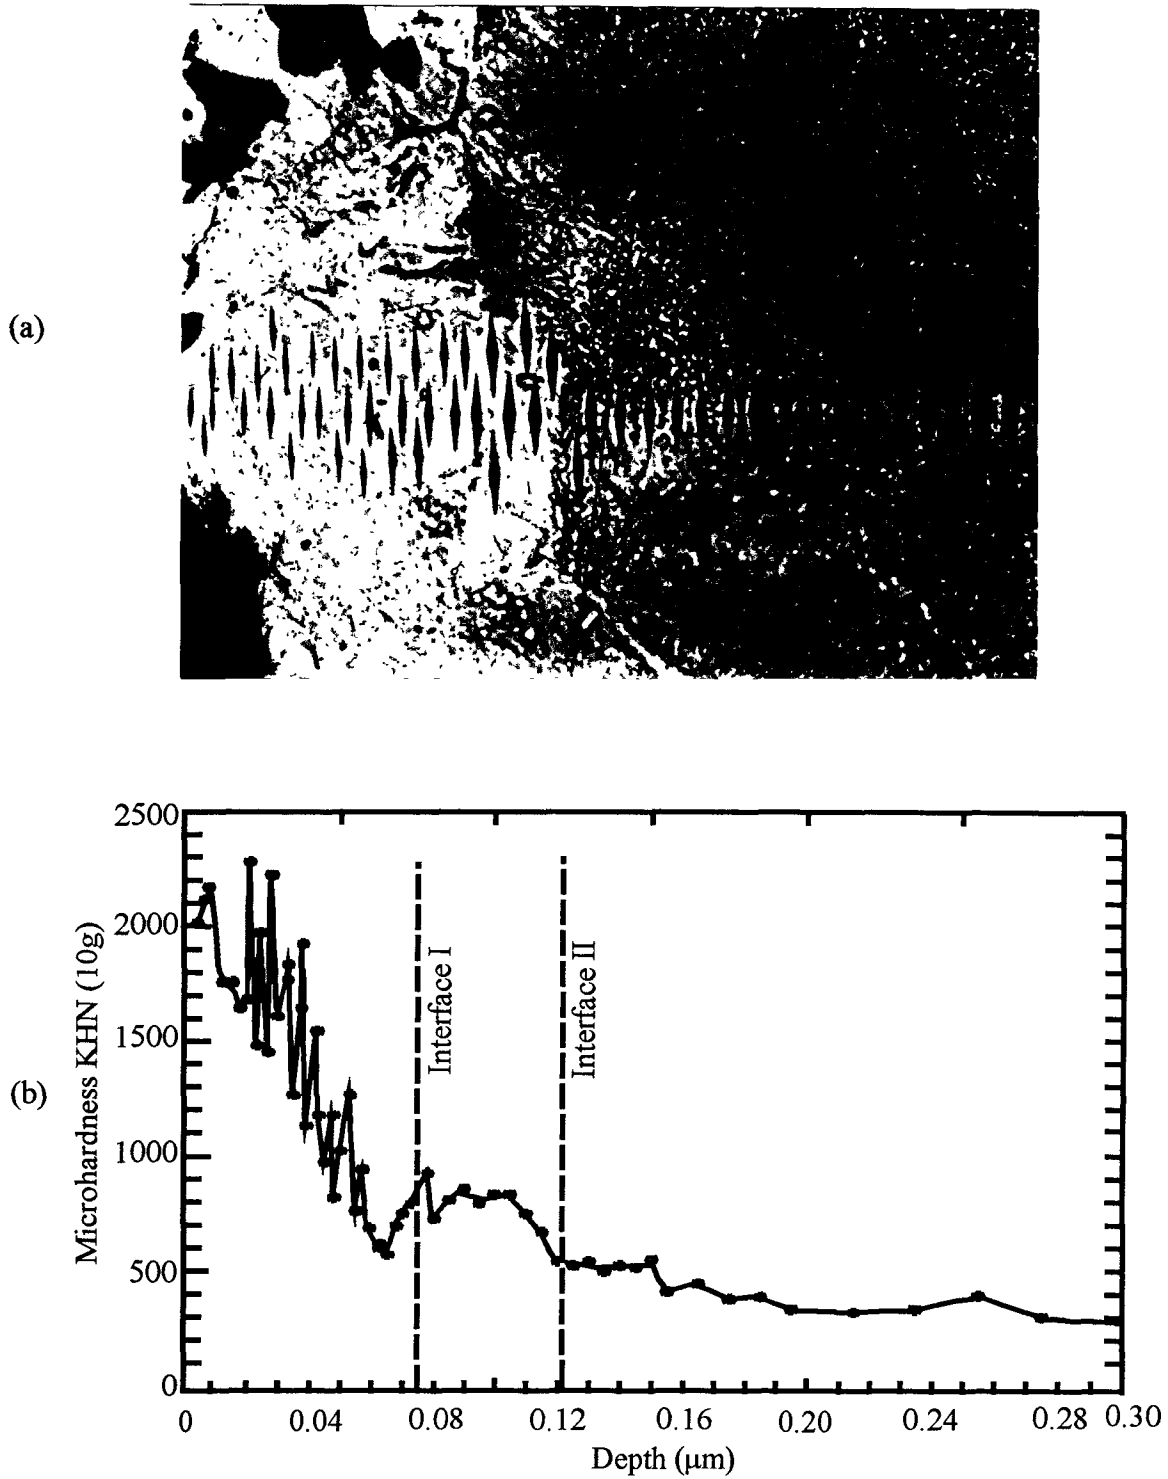 (a)
(b)
Microhardness KHN (10g)
2500
2000
1500
1000
500
0
Interface I
Interface II
0 0.04 0.08 0.12 0.16 0.20 0.24 0.28 0.30
Depth (μm)